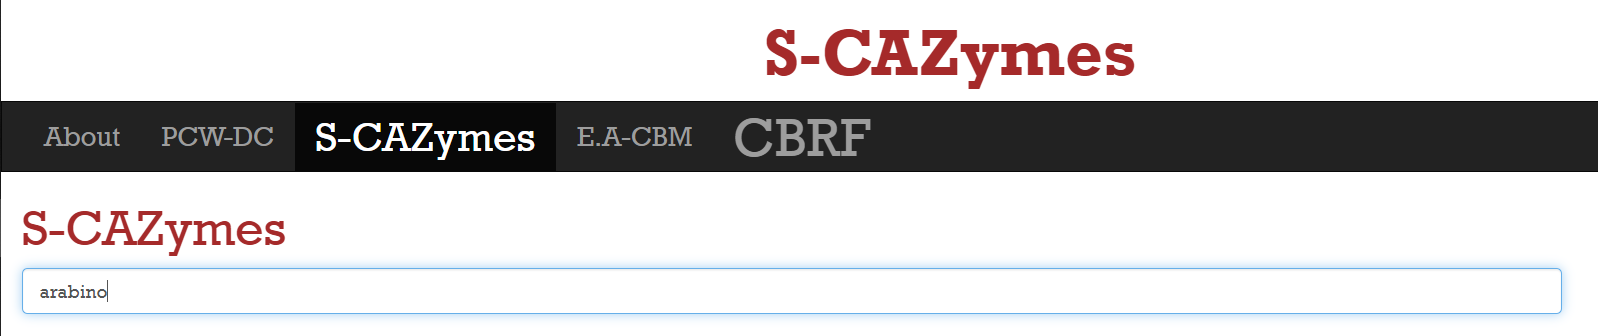 S-CAZymes
About PCW-DC S-CAZymes E.A-CBM CBRF
S-CAZymes
arabino